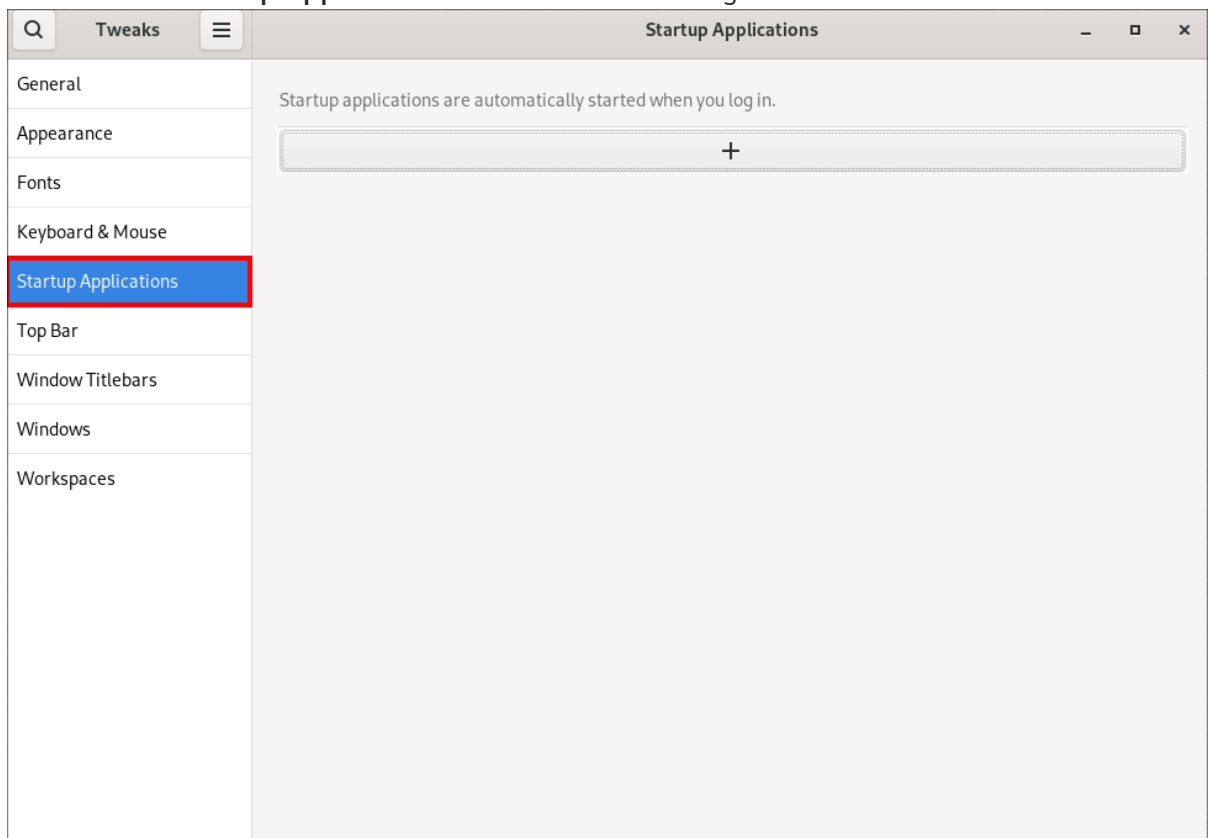 Tweaks
Startup Applications
General
Appearance
Fonts
Keyboard & Mouse
Startup Applications
Top Bar
Window Titlebars
Windows
Workspaces
Startup applications are automatically started when you log in.
+